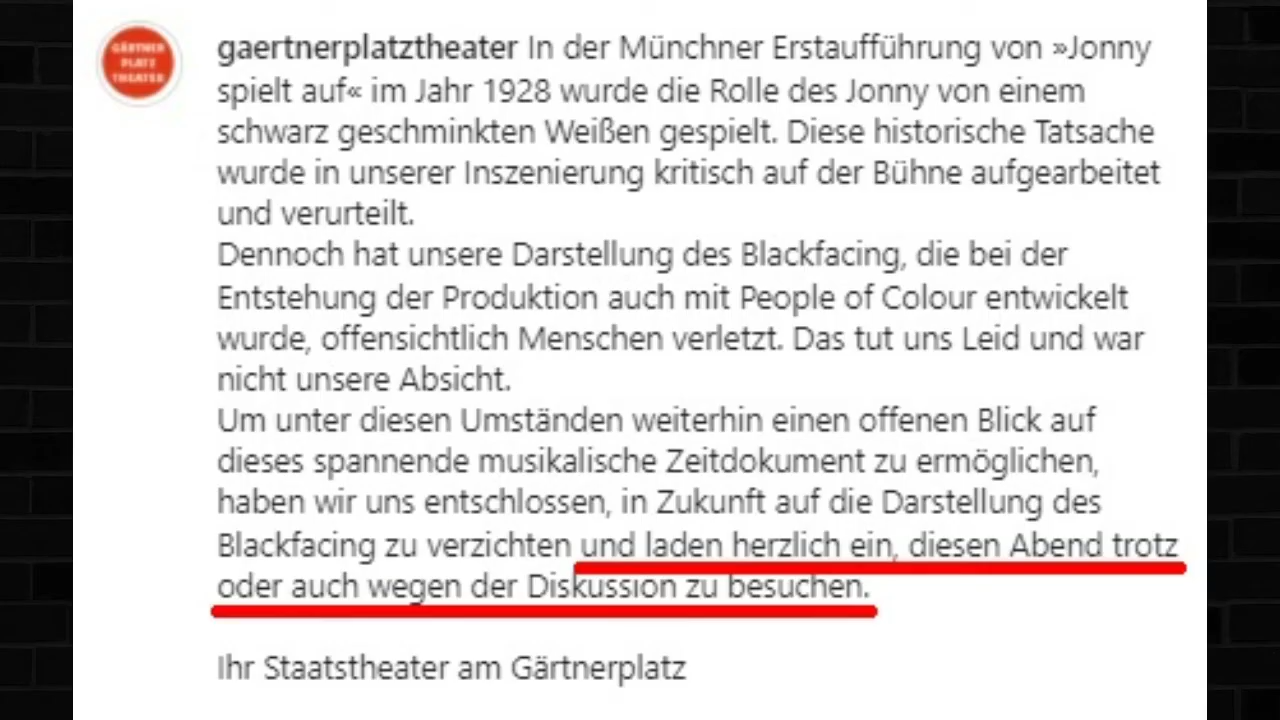 GÄRTNER
PLATZ
THEATER
gaertnerplatztheater In der Münchner Erstaufführung von »Jonny
spielt auf« im Jahr 1928 wurde die Rolle des Jonny von einem
schwarz geschminkten Weißen gespielt. Diese historische Tatsache
wurde in unserer Inszenierung kritisch auf der Bühne aufgearbeitet
und verurteilt.
Dennoch hat unsere Darstellung des Blackfacing, die bei der
Entstehung der Produktion auch mit People of Colour entwickelt
wurde, offensichtlich Menschen verletzt. Das tut uns Leid und war
nicht unsere Absicht.
Um unter diesen Umständen weiterhin einen offenen Blick auf
dieses spannende musikalische Zeitdokument zu ermöglichen,
haben wir uns entschlossen, in Zukunft auf die Darstellung des
Blackfacing zu verzichten und laden herzlich ein, diesen Abend trotz
oder auch wegen der Diskussion zu besuchen.
Ihr Staatstheater am Gärtnerplatz